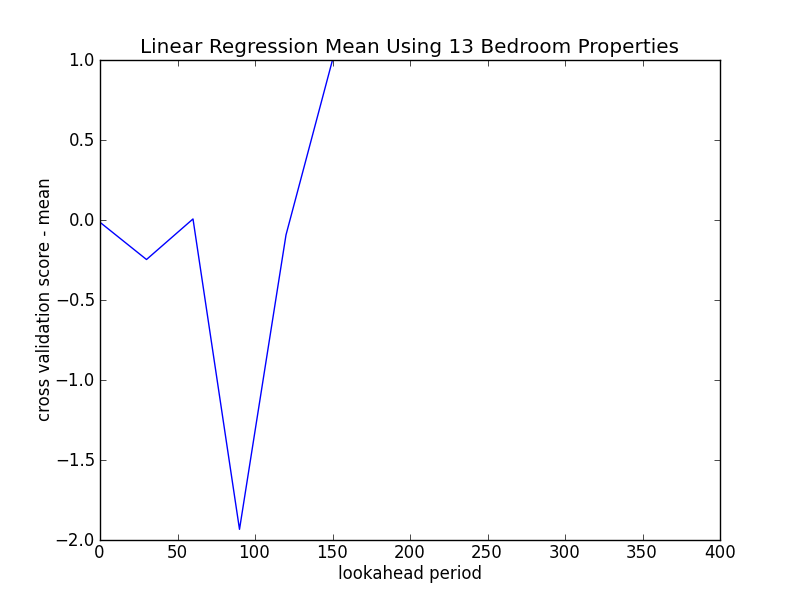 Linear Regression Mean Using 13 Bedroom Properties
1.0
0.5
0.0
−0.5
−1.0
−1.5
−2.0
cross validation score - mean
0 50 100 150 200 250 300 350 400
lookahead period